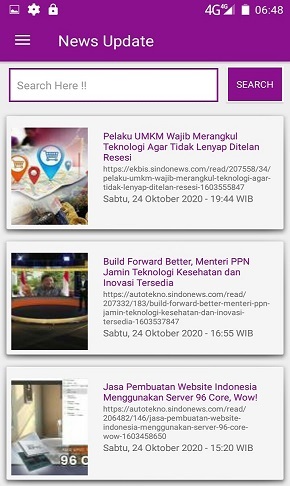 4G 4G 06:48
News Update
Search Here !!
SEARCH
Pelaku UMKM Wajib Merangkul
Teknologi Agar Tidak Lenyap Ditelan
Resesi
https://ekbis.sindonews.com/read/207558/34/
pelaku-umkm-wajib-merangkul-teknologi-agar-
tidak-lenyap-ditelan-resesi-1603555847
Sabtu, 24 Oktober 2020 - 19:44 WIB
Build Forward Better, Menteri PPN
Jamin Teknologi Kesehatan dan
Inovasi Tersedia
https://autotekno.sindonews.com/read/
207332/183/build-forward-better-menteri-ppn-
jamin-teknologi-kesehatan-dan-inovasi-
tersedia-1603537847
Sabtu, 24 Oktober 2020 - 16:55 WIB
Jasa Pembuatan Website Indonesia
Menggunakan Server 96 Core, Wow!
https://autotekno.sindonews.com/read/
206482/146/jasa-pembuatan-website-
indonesia-menggunakan-server-96-core-
wow-1603458650
Sabtu, 24 Oktober 2020 - 15:20 WIB
96 C